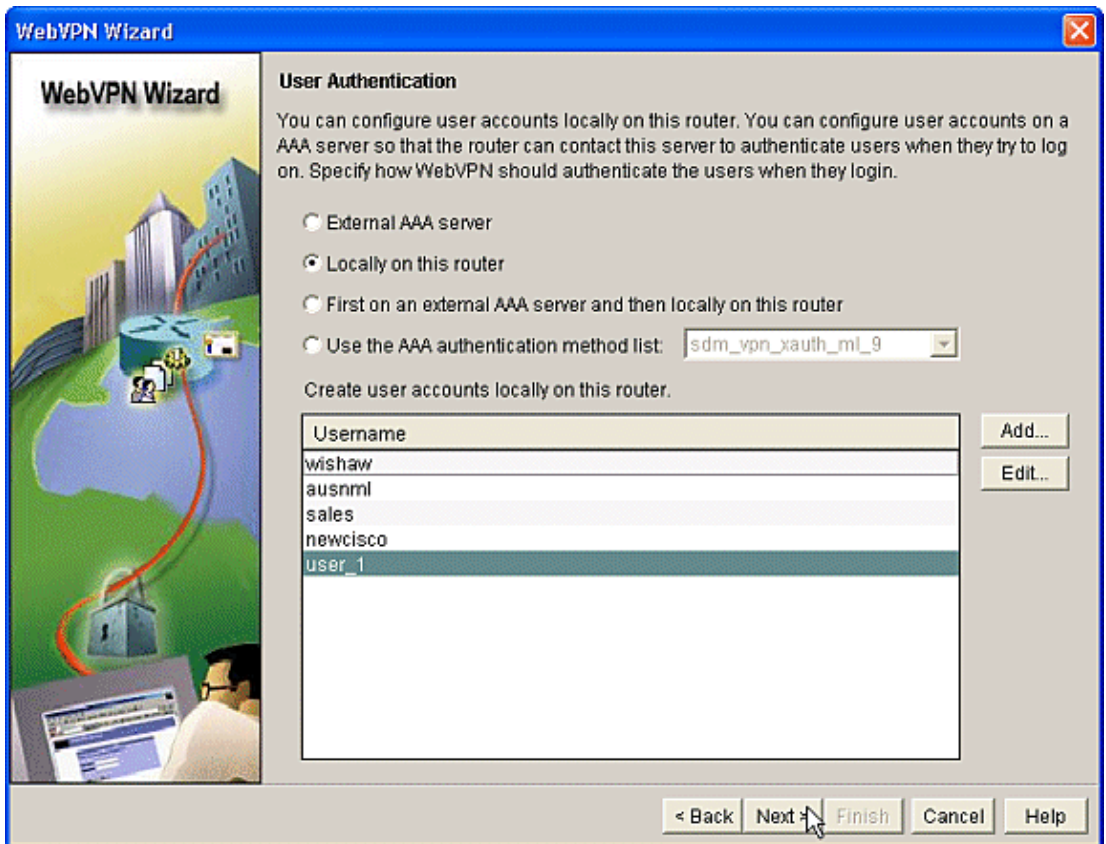 WebVPN Wizard
WebVPN Wizard
User Authentication
You can configure user accounts locally on this router. You can configure user accounts on a
AAA server so that the router can contact this server to authenticate users when they try to log
on. Specify how WebVPN should authenticate the users when they login.
External AAA server
Locally on this router
First on an external AAA server and then locally on this router
Use the AAA authentication method list: sdm_vpn_xauth_ml_9
Create user accounts locally on this router.
Username
Add...
wishaw
Edit...
ausnml
sales
newcisco
user_1
< Back Next > Finish Cancel Help